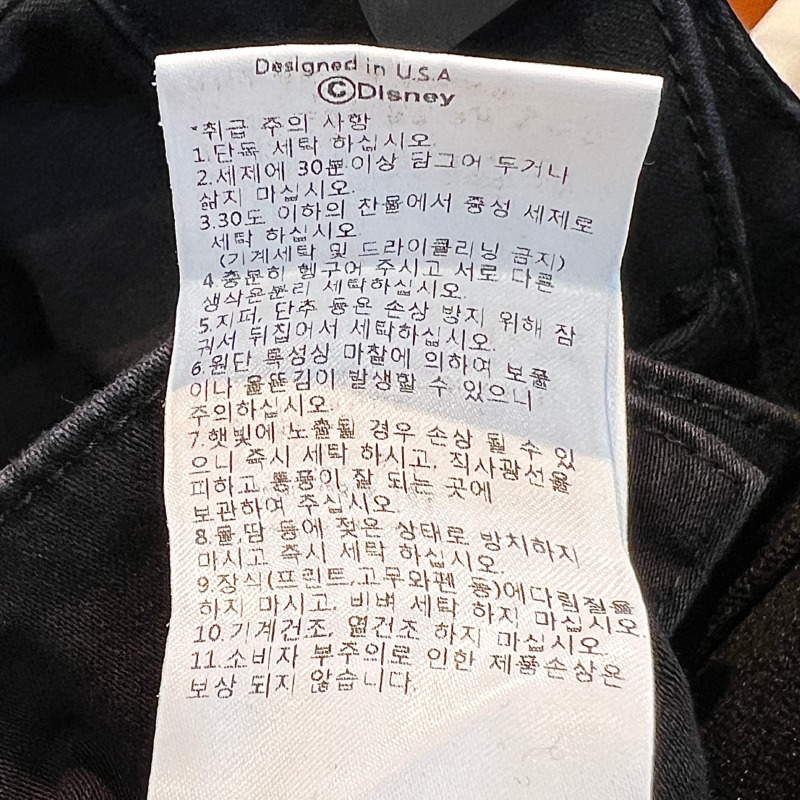 Designed in U.S.A
©Disney
*취급 주의 사항
1.단독 세탁 하십시오.
2.세제에 30분이상 담그어 두거나
삶지 마십시오.
3.30도 이하의 찬물에서 중성 세제로
세탁 하십시오.
(기계세탁 및 드라이클리닝 금지)
4.충분히 헹구어 주시고 서로 다른
생삭은분리 세탁하십시오.
5.지퍼, 단추 등은 손상 방지 위해 잠
궈서 뒤집어서 세탁하십시오.
6.원단 특성상 마찰에 의하여 보풀
이나 올뜯김이 발생할 수 있으니
주의하십시오.
7.햇빛에 노출될 경우 손상 될 수 있
으니 즉시 세탁 하시고, 직사광선을
피하고 통풍이 잘 되는 곳에
보관하여 주십시오.
8.물,땀 등에 젖은 상태로 방치하지
마시고 즉시 세탁 하십시오.
9.장식(프린트,고무와펜 등)에다림질을
하지 마시고, 비벼 세탁 하지 마십시오.
10.기계건조, 열건조 하지 마십시오.
11.소비자 부주의로 인한 제품손상은
보상 되지 않습니다.